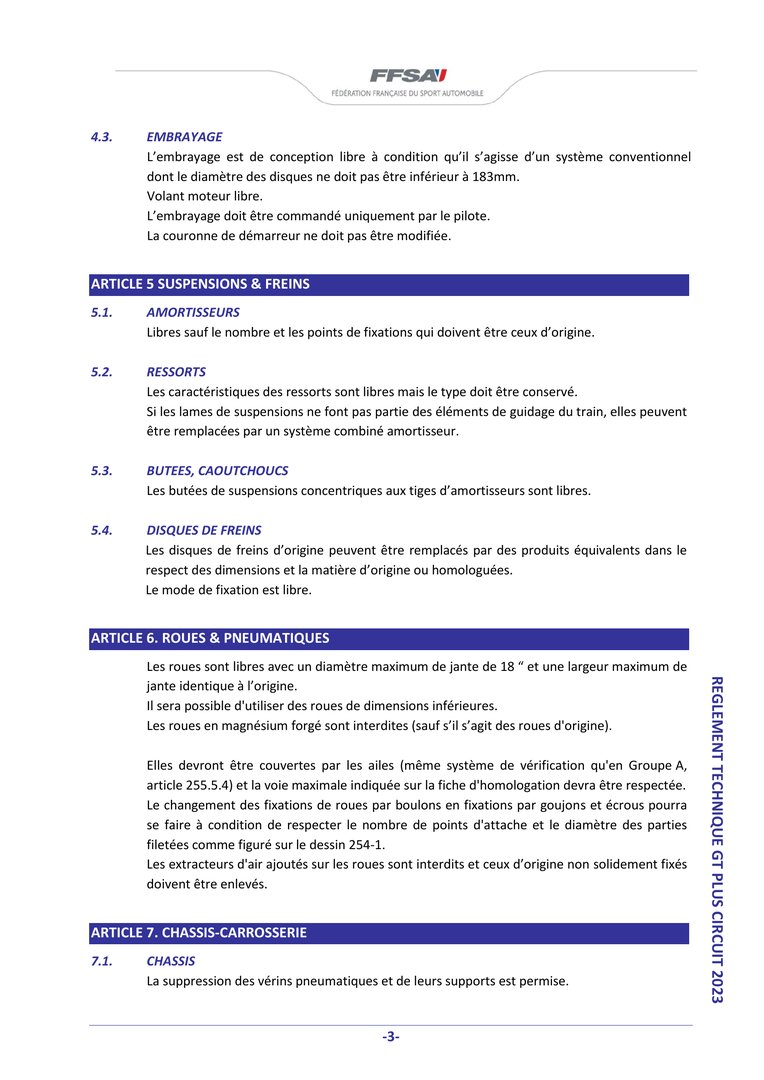 FFSA
FÉDÉRATION FRANÇAISE DU SPORT AUTOMOBILE
4.3. EMBRAYAGE
L’embrayage est de conception libre à condition qu’il s’agisse d’un système conventionnel
dont le diamètre des disques ne doit pas être inférieur à 183mm.
Volant moteur libre.
L’embrayage doit être commandé uniquement par le pilote.
La couronne de démarreur ne doit pas être modifiée.
ARTICLE 5 SUSPENSIONS & FREINS
5.1. AMORTISSEURS
Libres sauf le nombre et les points de fixations qui doivent être ceux d’origine.
5.2. RESSORTS
Les caractéristiques des ressorts sont libres mais le type doit être conservé.
Si les lames de suspensions ne font pas partie des éléments de guidage du train, elles peuvent
être remplacées par un système combiné amortisseur.
5.3. BUTEES, CAOUTCHOUCS
Les butées de suspensions concentriques aux tiges d’amortisseurs sont libres.
5.4. DISQUES DE FREINS
Les disques de freins d’origine peuvent être remplacés par des produits équivalents dans le
respect des dimensions et la matière d’origine ou homologuées.
Le mode de fixation est libre.
ARTICLE 6. ROUES & PNEUMATIQUES
Les roues sont libres avec un diamètre maximum de jante de 18 “ et une largeur maximum de
jante identique à l’origine.
Il sera possible d'utiliser des roues de dimensions inférieures.
Les roues en magnésium forgé sont interdites (sauf s’il s’agit des roues d'origine).
Elles devront être couvertes par les ailes (même système de vérification qu'en Groupe A,
article 255.5.4) et la voie maximale indiquée sur la fiche d'homologation devra être respectée.
Le changement des fixations de roues par boulons en fixations par goujons et écrous pourra
se faire à condition de respecter le nombre de points d'attache et le diamètre des parties
filetées comme figuré sur le dessin 254-1.
Les extracteurs d'air ajoutés sur les roues sont interdits et ceux d’origine non solidement fixés
doivent être enlevés.
ARTICLE 7. CHASSIS-CARROSSERIE
7.1. CHASSIS
La suppression des vérins pneumatiques et de leurs supports est permise.
REGLEMENT TECHNIQUE GT PLUS CIRCUIT 2023
-3-